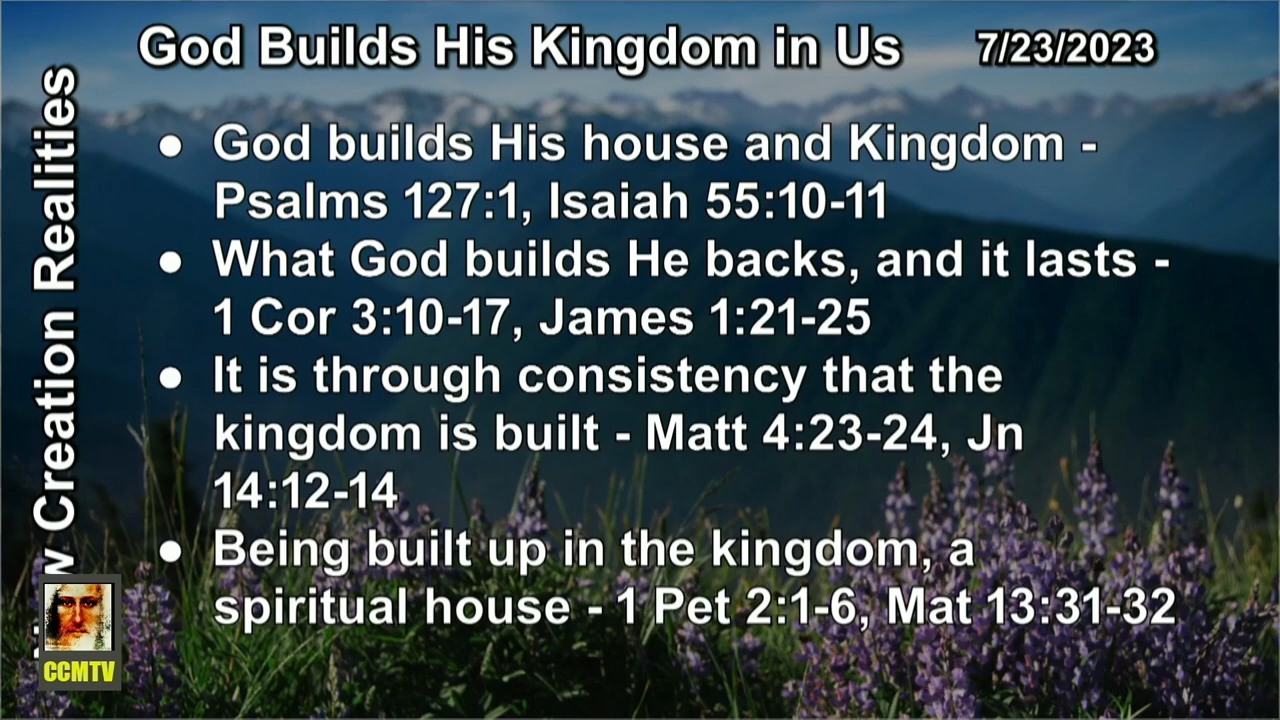 God Builds His Kingdom in Us 7/23/2023
Creation Realities
● God builds His house and Kingdom -
Psalms 127:1, Isaiah 55:10-11
● What God builds He backs, and it lasts -
1 Cor 3:10-17, James 1:21-25
● It is through consistency that the
kingdom is built - Matt 4:23-24, Jn
14:12-14
● Being built up in the kingdom, a
spiritual house - 1 Pet 2:1-6, Mat 13:31-32
CCMTV